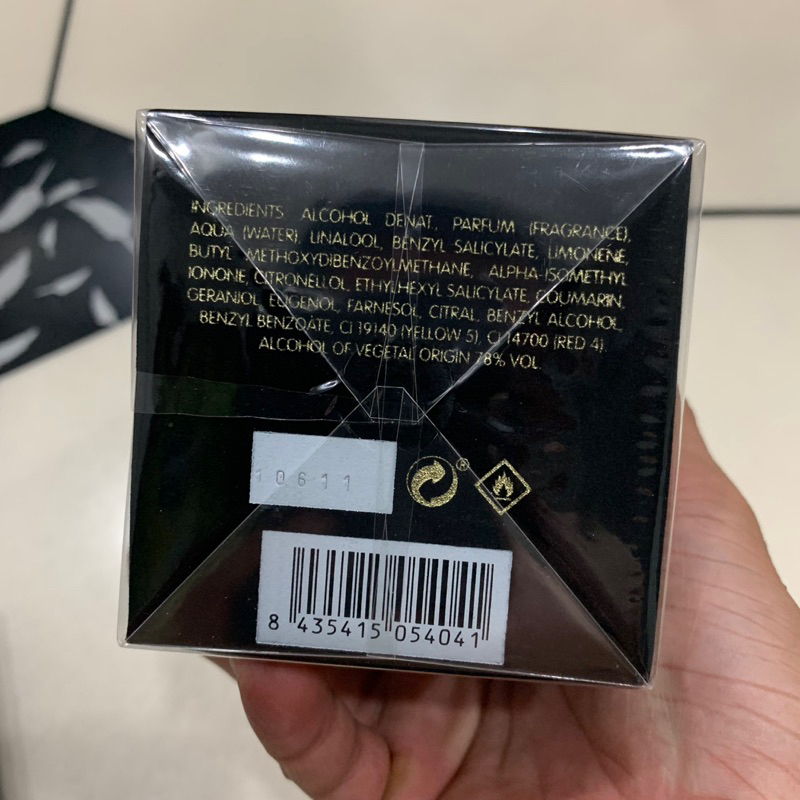 INGREDIENTS ALCOHOL DENAT., PARFUM (FRAGRANCE),
AQUA (WATER), LINALOOL, BENZYL SALICYLATE, LIMONENE,
BUTYL METHOXYDIBENZOYLMETHANE, ALPHA-ISOMETHYL
IONONE, CITRONELLOL, ETHYLHEXYL SALICYLATE, COUMARIN,
GERANIOL, EUGENOL, FARNESOL, CITRAL, BENZYL ALCOHOL,
BENZYL BENZOATE, CI 19140 (YELLOW 5), CI 14700 (RED 4).
ALCOHOL OF VEGETAL ORIGIN 78% VOL.
10611
®
8 435415 054041